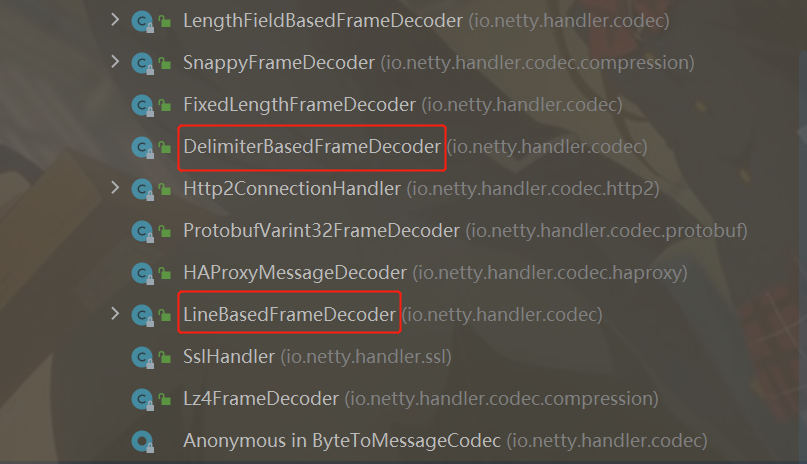 LengthFieldBasedFrameDecoder (io.netty.handler.codec)
SnappyFrameDecoder (io.netty.handler.codec.compression)
FixedLengthFrameDecoder (io.netty.handler.codec)
DelimiterBasedFrameDecoder (io.netty.handler.codec)
Http2ConnectionHandler (io.netty.handler.codec.http2)
ProtobufVarint32FrameDecoder (io.netty.handler.codec.protobuf)
HAProxyMessageDecoder (io.netty.handler.codec.haproxy)
LineBasedFrameDecoder (io.netty.handler.codec)
SslHandler (io.netty.handler.ssl)
Lz4FrameDecoder (io.netty.handler.codec.compression)
Anonymous in ByteToMessageCodec (io.netty.handler.codec)